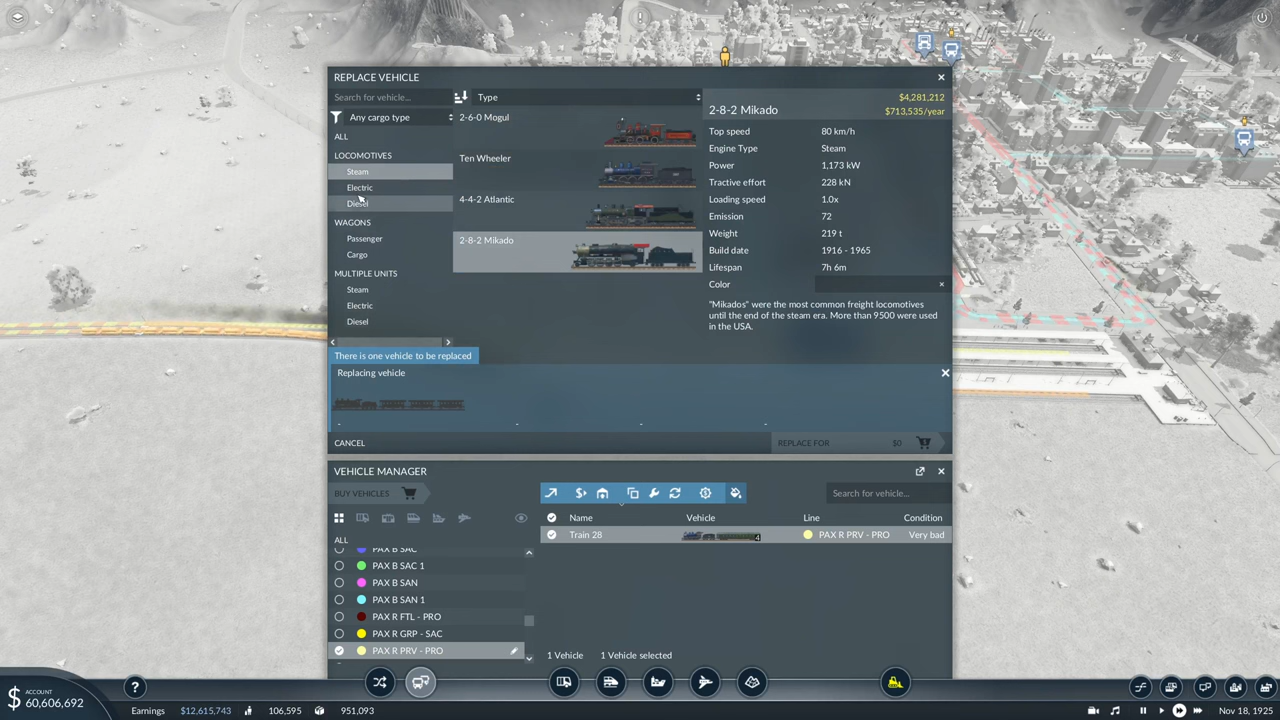 REPLACE VEHICLE
Search for vehicle...
Type
Any cargo type
ALL
LOCOMOTIVES
Steam
Electric
Diesel
WAGONS
Passenger
Cargo
MULTIPLE UNITS
Steam
Electric
Diesel
2-6-0 Mogul
Ten Wheeler
4-4-2 Atlantic
2-8-2 Mikado
$4,281,212
2-8-2 Mikado
$713,535/year
Top speed 80 km/h
Engine Type Steam
Power 1,173 kW
Tractive effort 228 kN
Loading speed 1.0x
Emission 72
Weight 219 t
Build date 1916 - 1965
Lifespan 7h 6m
Color
"Mikados" were the most common freight locomotives
until the end of the steam era. More than 9500 were used
in the USA.
There is one vehicle to be replaced
Replacing vehicle
- - - -
CANCEL
REPLACE FOR $0
VEHICLE MANAGER
BUY VEHICLES
Search for vehicle...
ALL
PAX B SAC
PAX B SAC 1
PAX B SAN
PAX B SAN 1
PAX R FTL - PRO
PAX R GRP - SAC
PAX R PRV - PRO
Name Vehicle Line Condition
Train 28 4 PAX R PRV - PRO Very bad
1 Vehicle 1 Vehicle selected
$ ACCOUNT
60,606,692
?
Earnings $12,615,743 106,595 951,093
Nov 18, 1925